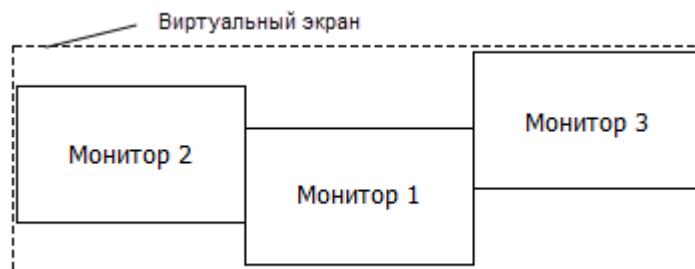 Виртуальный экран
Монитор 2
Монитор 1
Монитор 3